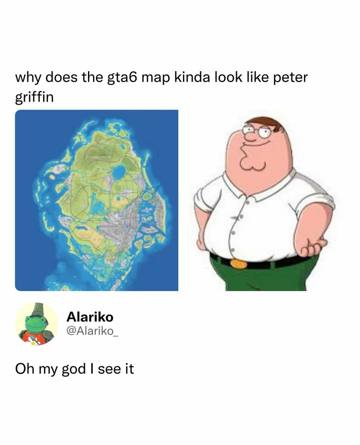 why does the gta6 map kinda look like peter
griffin
Alariko
@Alariko_
Oh my god I see it